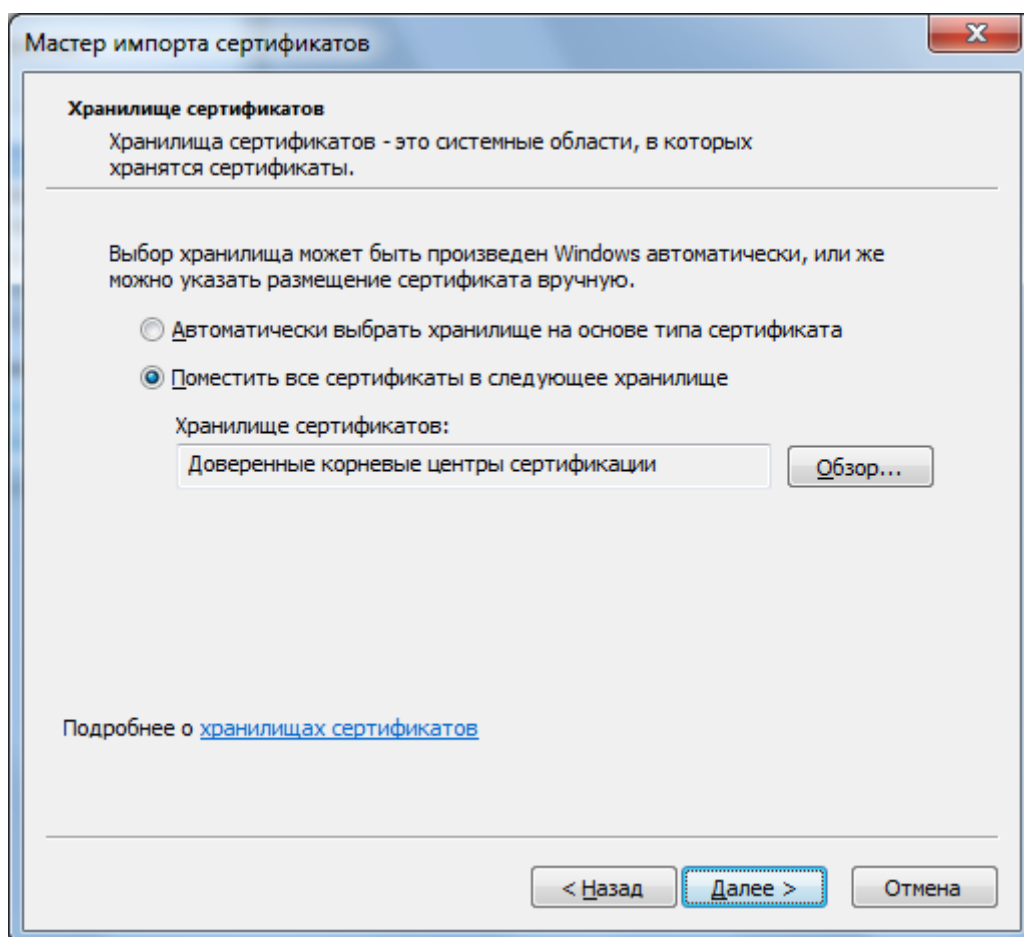 Мастер импорта сертификатов
Хранилище сертификатов
Хранилища сертификатов - это системные области, в которых
хранятся сертификаты.
Выбор хранилища может быть произведен Windows автоматически, или же
можно указать размещение сертификата вручную.
Автоматически выбрать хранилище на основе типа сертификата
Поместить все сертификаты в следующее хранилище
Хранилище сертификатов:
Доверенные корневые центры сертификации
Обзор...
Подробнее о хранилищах сертификатов
< Назад
Далее >
Отмена